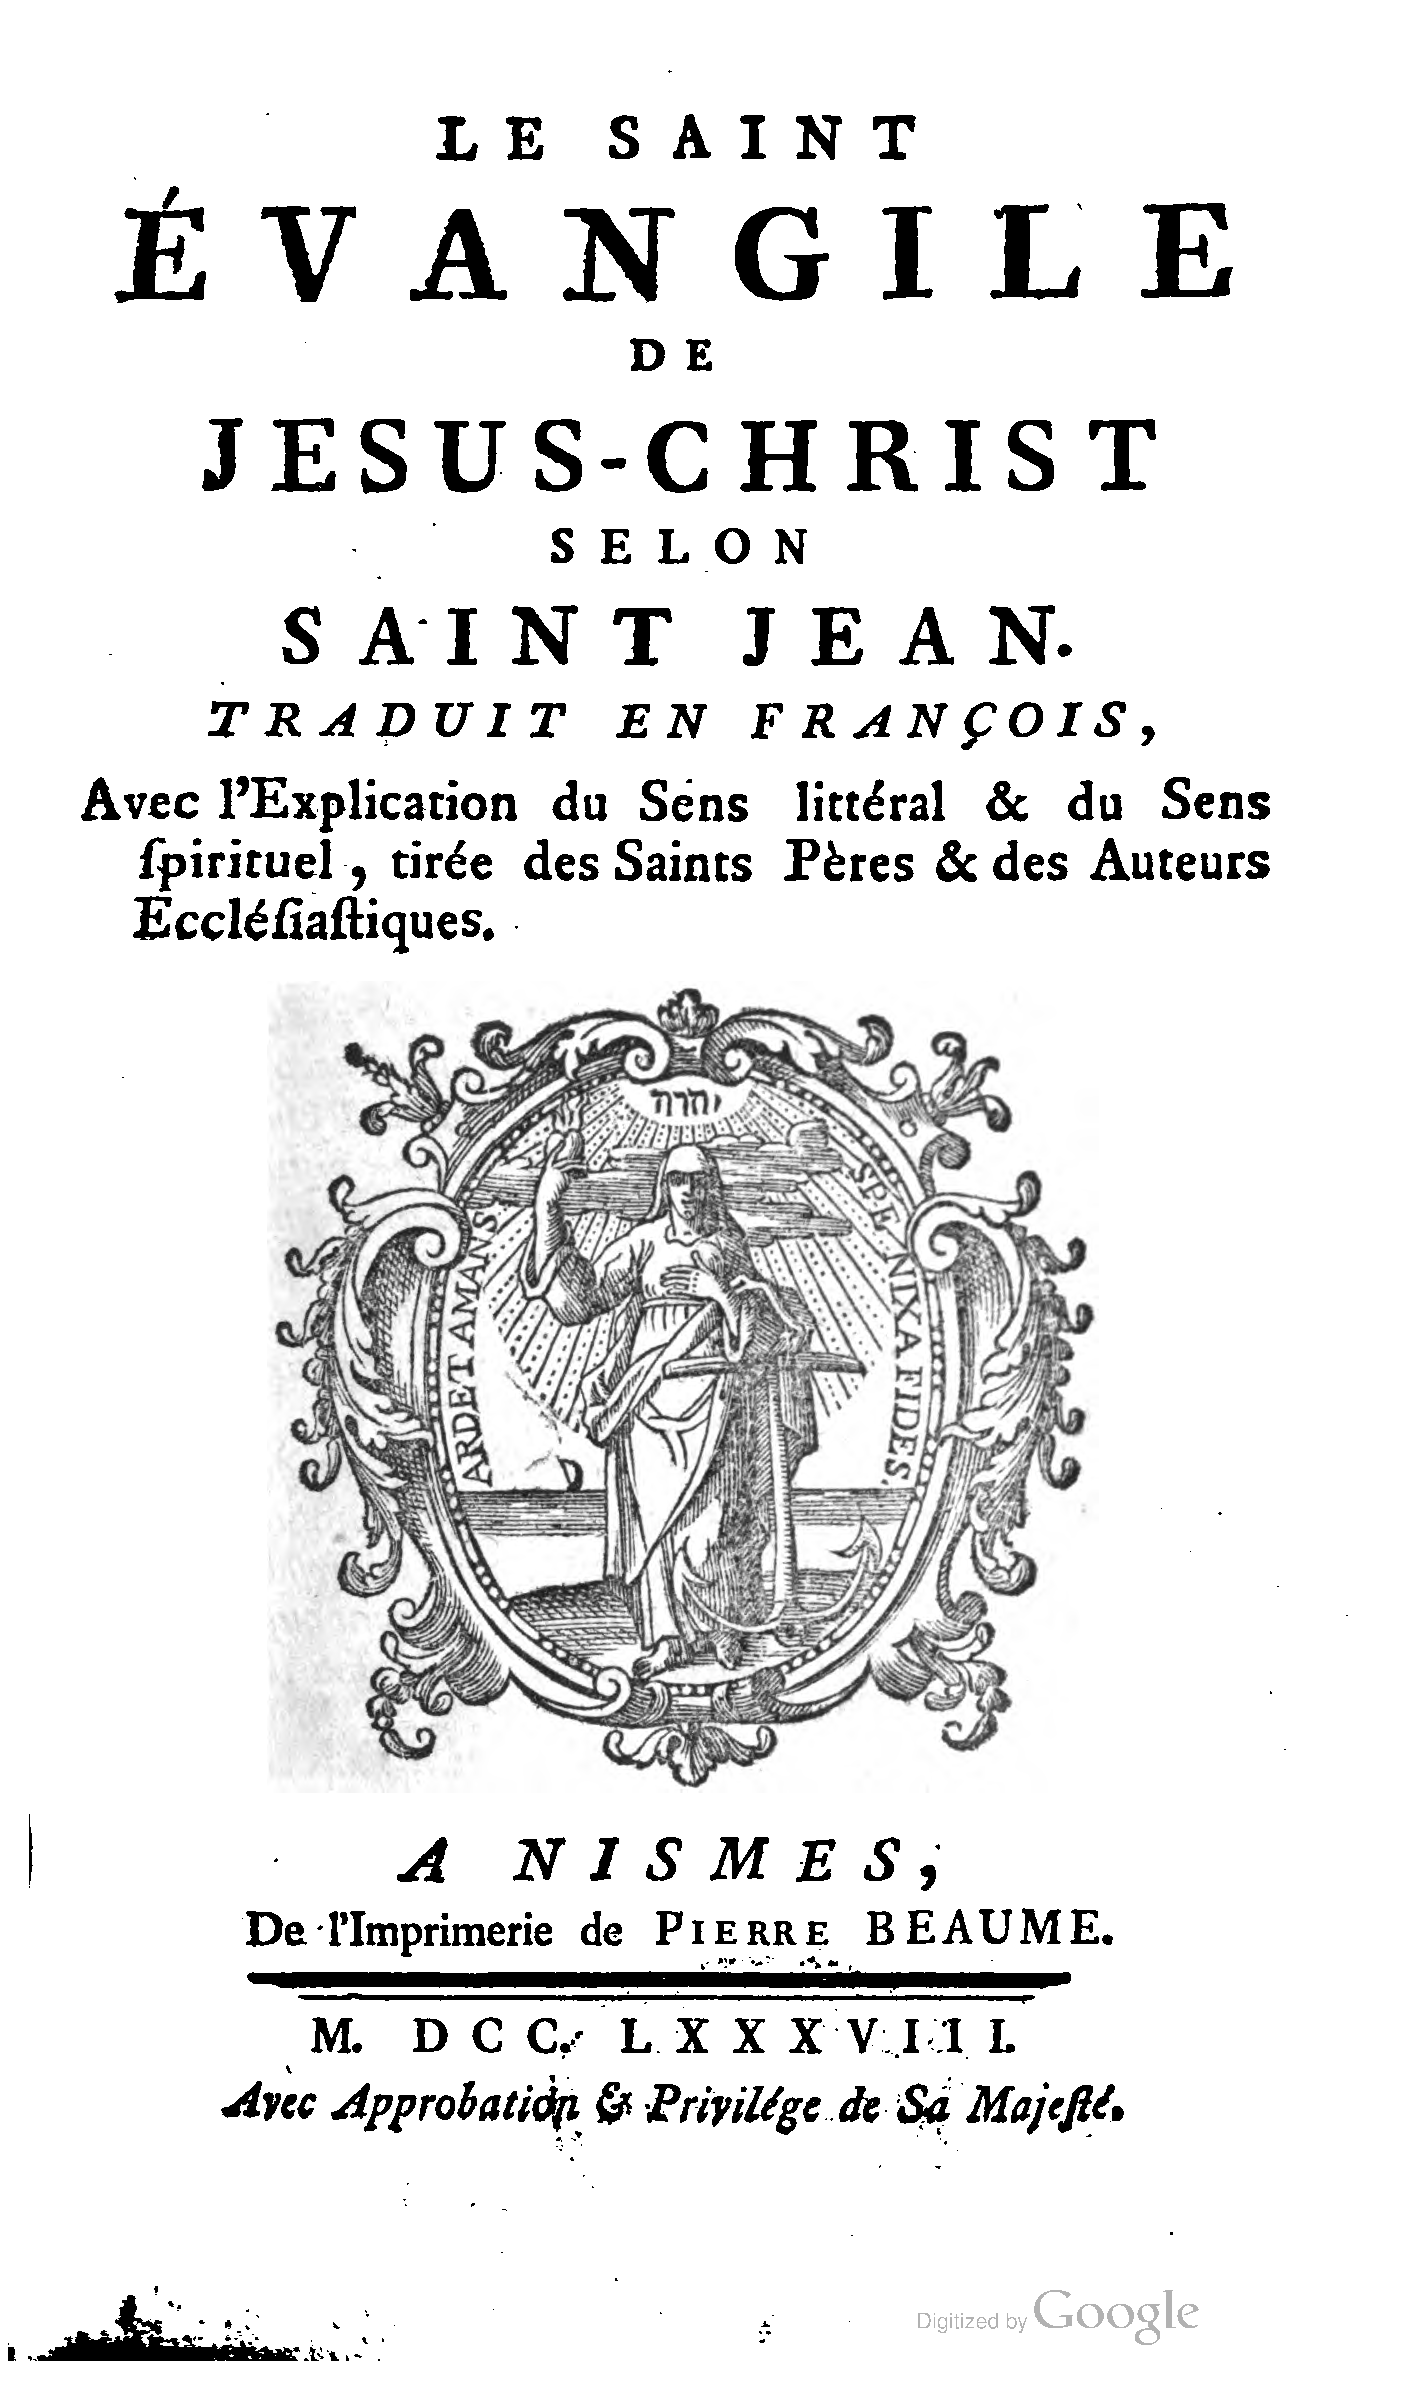 LE SAINT
ÉVANGILE
DE
JESUS-CHRIST
SELON
SAINT JEAN.
TRADUIT EN FRANÇOIS,
Avec l'Explication du Sens littéral & du Sens
ſpirituel, tirée des Saints Pères & des Auteurs
Eccléſiaſtiques.
יהוה
ARDET AMANS
SPE NIXA FIDES.
A NISMES,
De l'Imprimerie de PIERRE BEAUME.
M. DCC. LXXXVIII.
Avec Approbation & Privilége de Sa Majeſté.
Digitized by Google